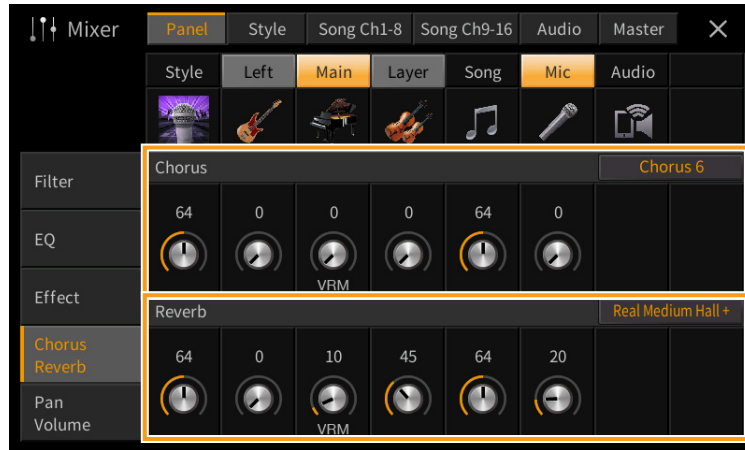 Mixer
Panel Style Song Ch1-8 Song Ch9-16 Audio Master
Style Left Main Layer Song Mic Audio
Filter
EQ
Effect
Chorus
Reverb
Pan
Volume
Chorus Chorus 6
64 0 0 0 64 0
VRM
Reverb Real Medium Hall +
64 0 10 45 64 20
VRM